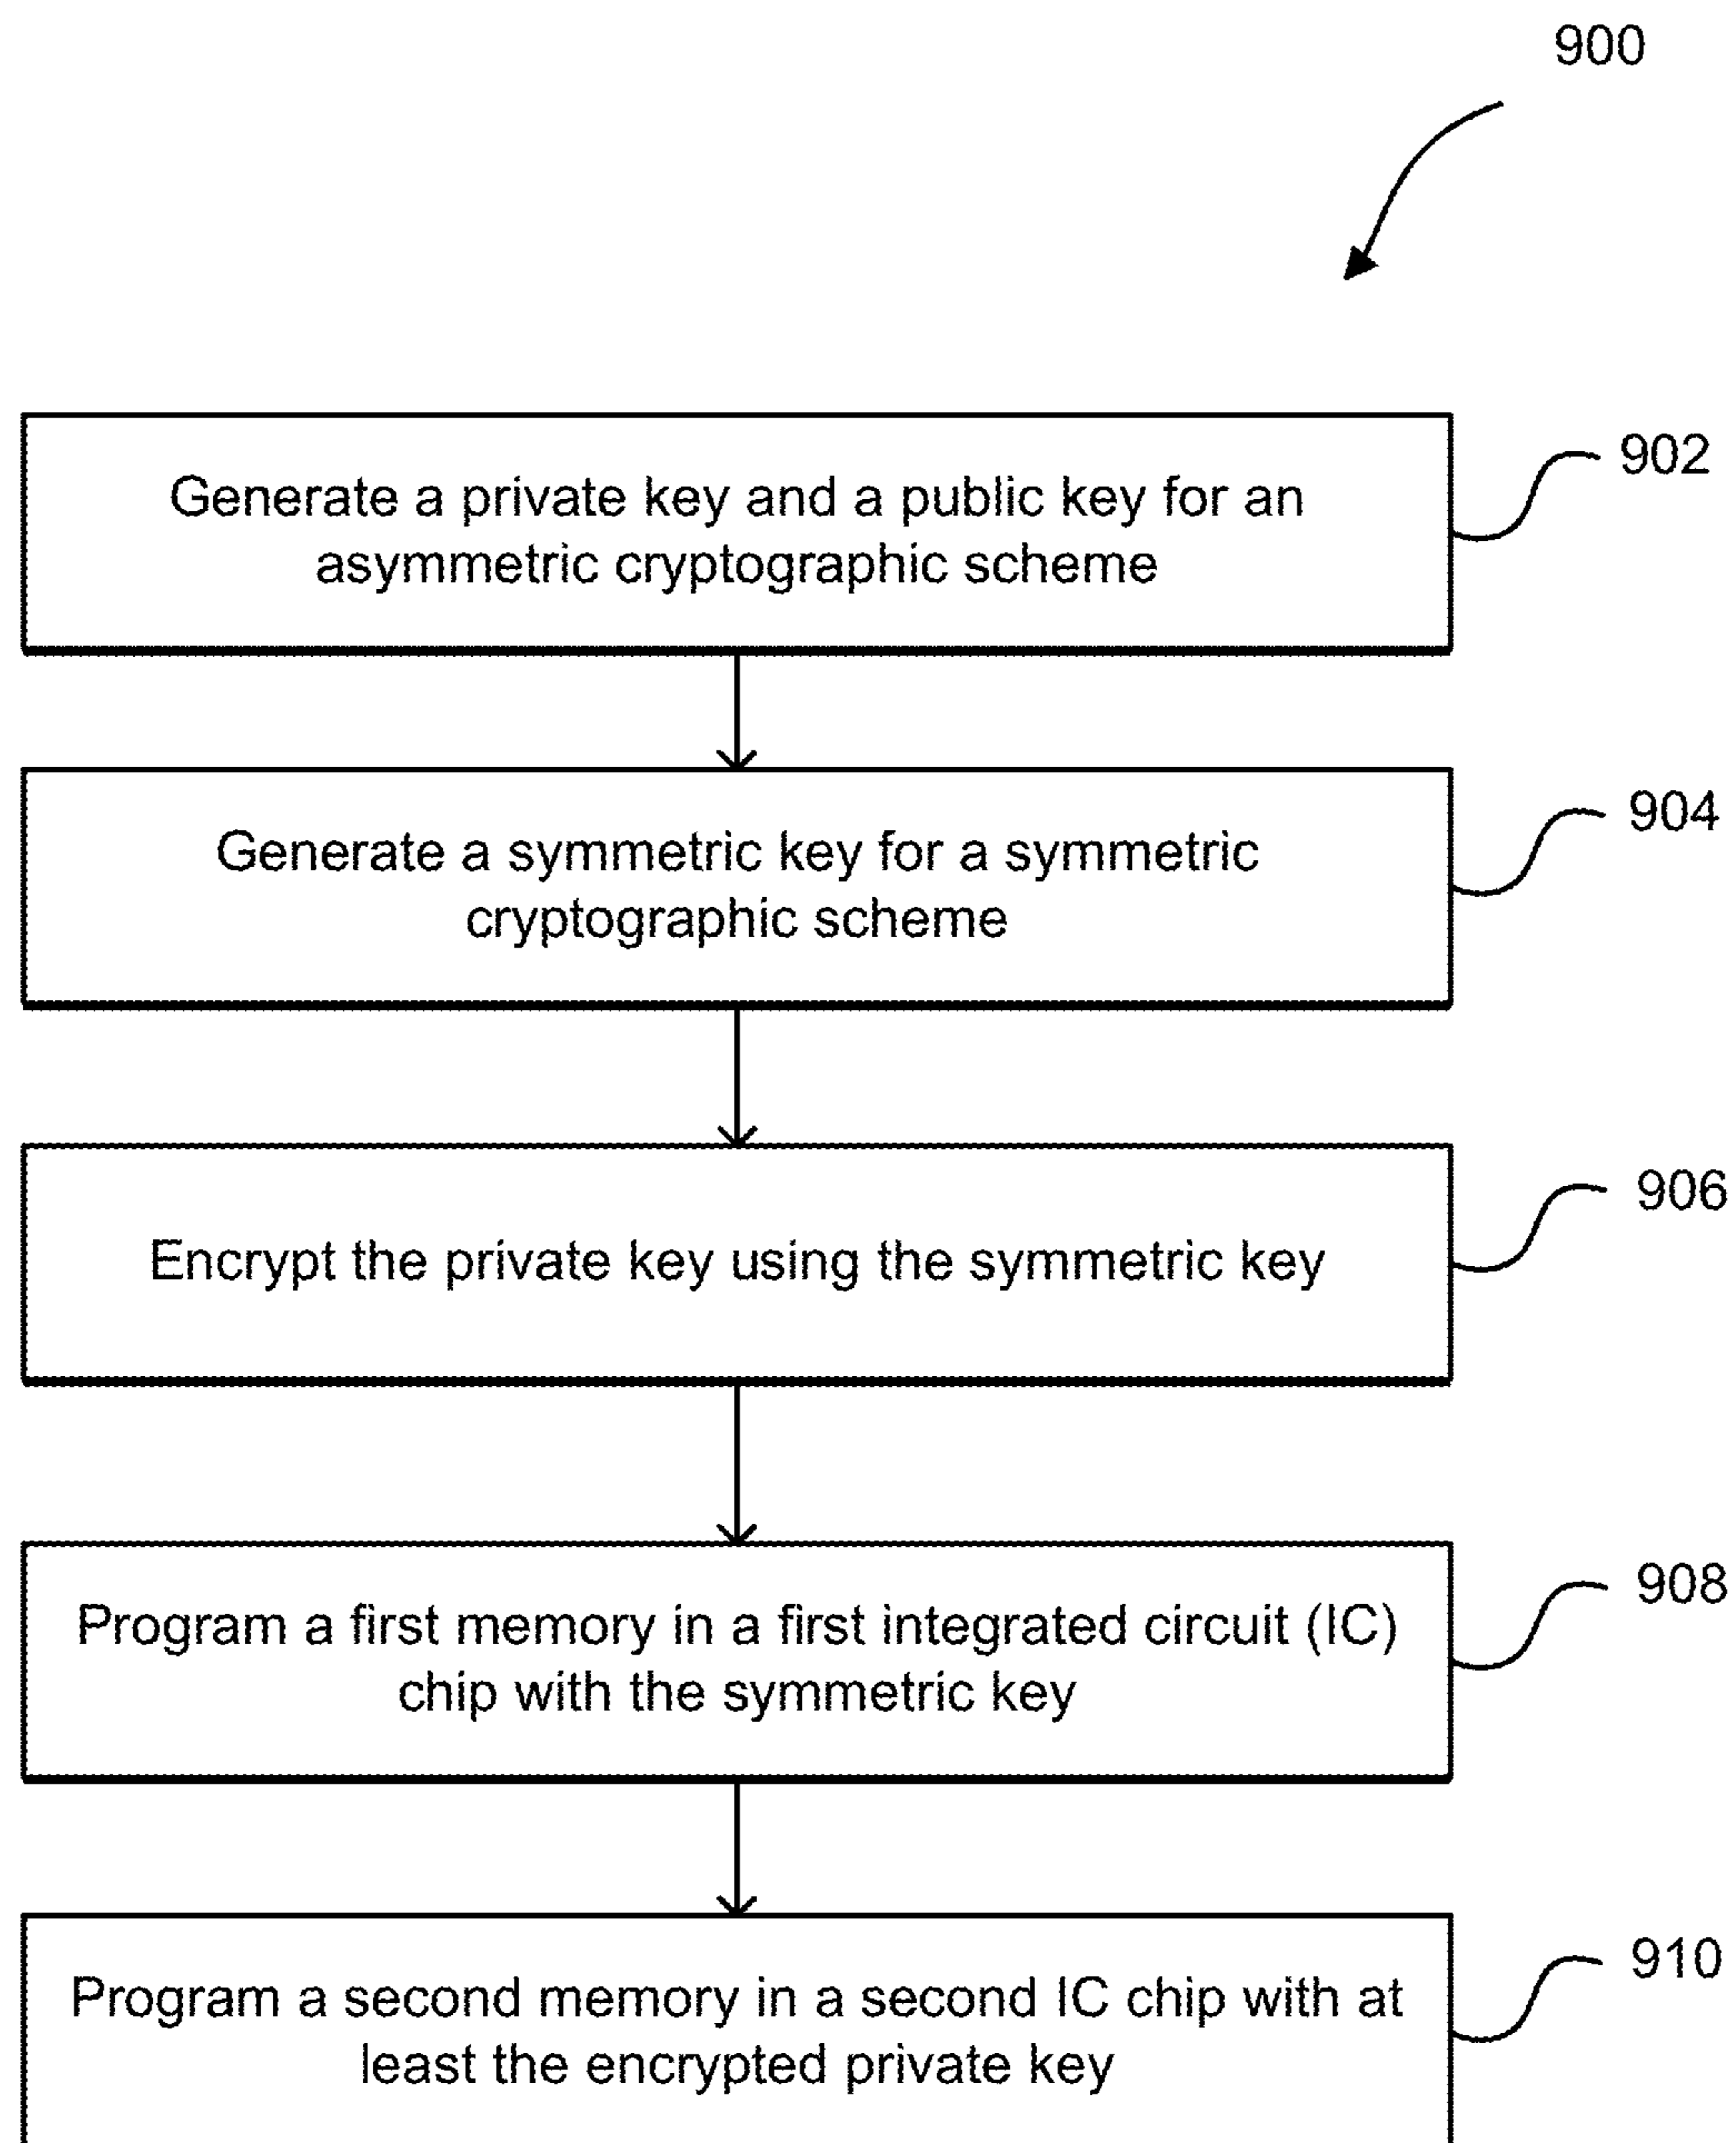 900
Generate a private key and a public key for an
asymmetric cryptographic scheme
902
Generate a symmetric key for a symmetric
cryptographic scheme
904
Encrypt the private key using the symmetric key
906
Program a first memory in a first integrated circuit (IC)
chip with the symmetric key
908
Program a second memory in a second IC chip with at
least the encrypted private key
910